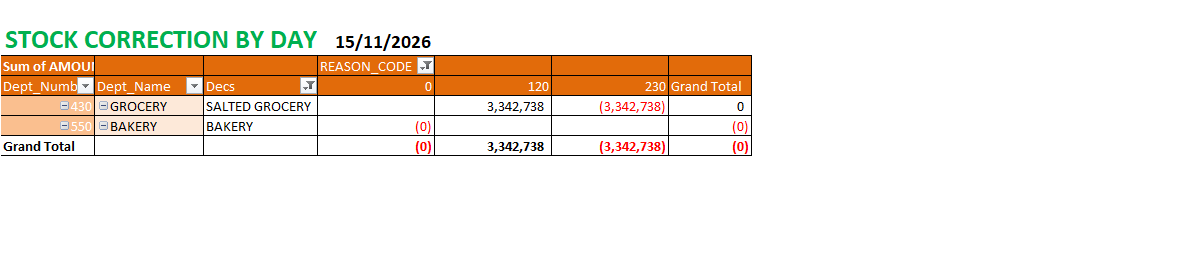 STOCK CORRECTION BY DAY 15/11/2026
Sum of AMOU REASON_CODE
Dept_Numb Dept_Name Decs 0 120 230 Grand Total
430 GROCERY SALTED GROCERY 3,342,738 (3,342,738) 0
550 BAKERY BAKERY (0) (0)
Grand Total (0) 3,342,738 (3,342,738) (0)